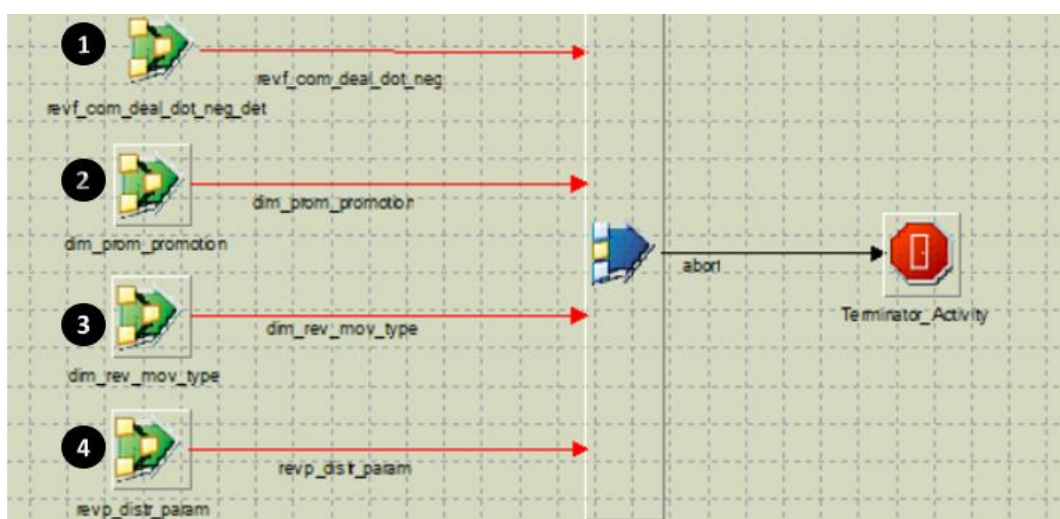 1
revf_com_deal_dot_neg
revf_com_deal_dot_neg_det
2
dim_prom_promotion
dim_prom_promotion
abort
Terminator_Activity
3
dim_rev_mov_type
dim_rev_mov_type
4
revp_distr_param
revp_distr_param